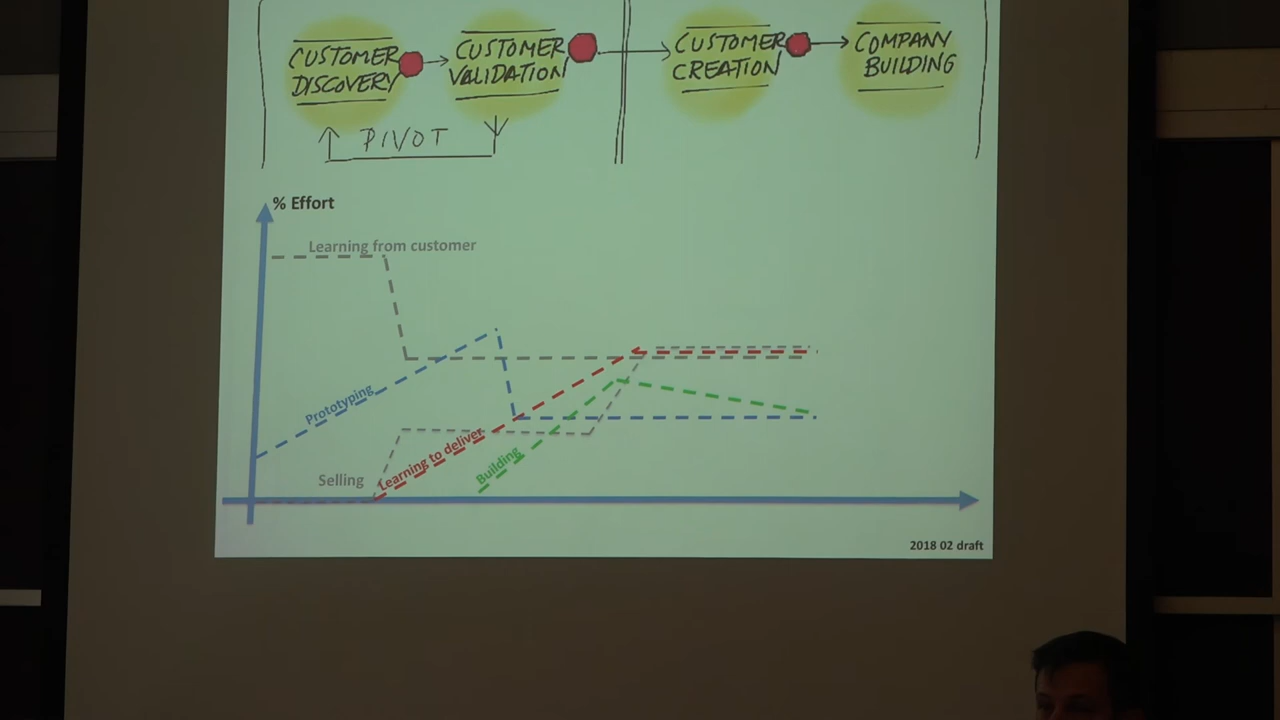 CUSTOMER
DISCOVERY
CUSTOMER
VALIDATION
CUSTOMER
CREATION
COMPANY
BUILDING
PIVOT
% Effort
Learning from customer
Prototyping
Selling
Learning to deliver
Building
2018 02 draft